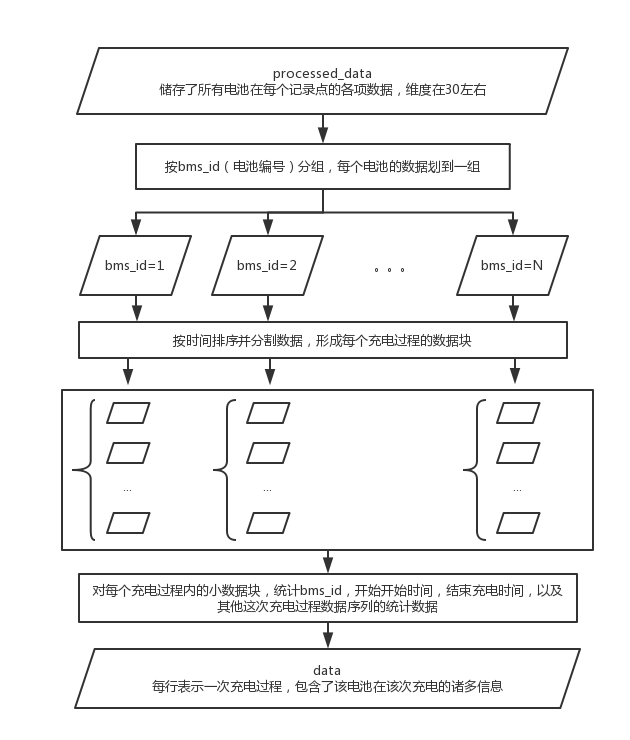 processed_data
储存了所有电池在每个记录点的各项数据，维度在30左右
按bms_id（电池编号）分组，每个电池的数据划到一组
bms_id=1
bms_id=2
。。。
bms_id=N
按时间排序并分割数据，形成每个充电过程的数据块
...
...
...
对每个充电过程内的小数据块，统计bms_id，开始开始时间，结束充电时间，以及
其他这次充电过程数据序列的统计数据
data
每行表示一次充电过程，包含了该电池在该次充电的诸多信息